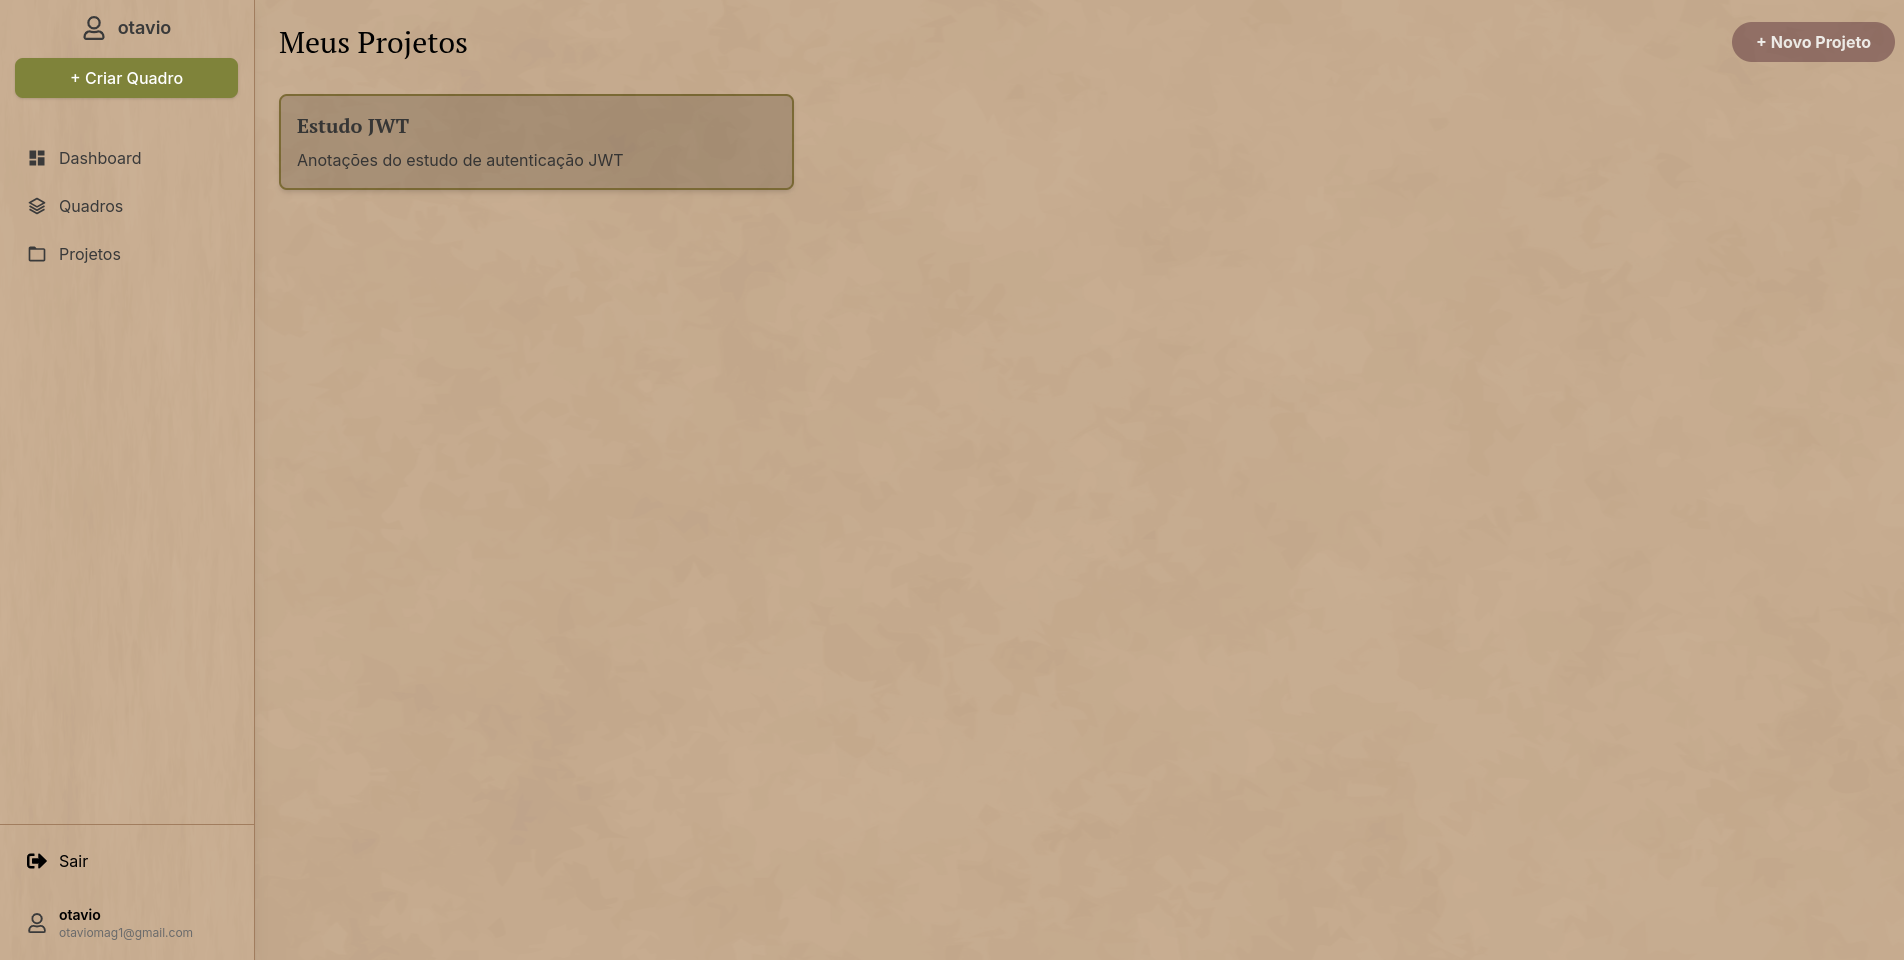 otavio
+ Criar Quadro
Dashboard
Quadros
Projetos
Sair
otavio
otaviomag1@gmail.com
Meus Projetos
+ Novo Projeto
Estudo JWT
Anotações do estudo de autenticação JWT